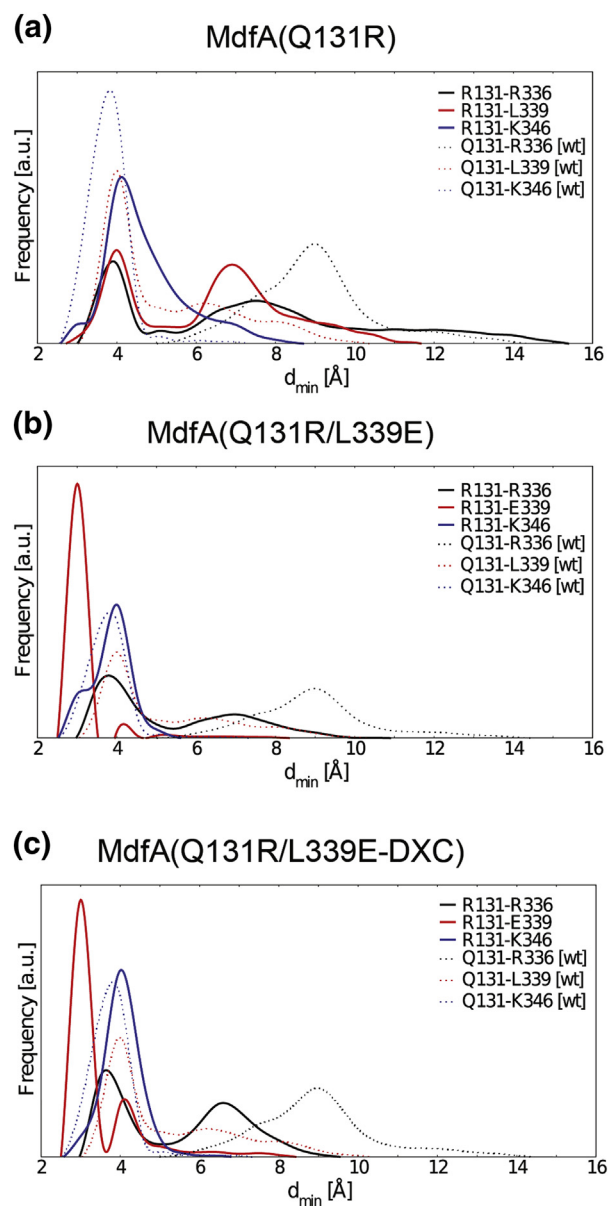 (a)
MdfA(Q131R)
Frequency [a.u.]
R131-R336
R131-L339
R131-K346
Q131-R336 [wt]
Q131-L339 [wt]
Q131-K346 [wt]
2 4 6 8 10 12 14 16
dmin [Å]
(b)
MdfA(Q131R/L339E)
Frequency [a.u.]
R131-R336
R131-E339
R131-K346
Q131-R336 [wt]
Q131-L339 [wt]
Q131-K346 [wt]
2 4 6 8 10 12 14 16
dmin [Å]
(c)
MdfA(Q131R/L339E-DXC)
Frequency [a.u.]
R131-R336
R131-E339
R131-K346
Q131-R336 [wt]
Q131-L339 [wt]
Q131-K346 [wt]
2 4 6 8 10 12 14 16
dmin [Å]